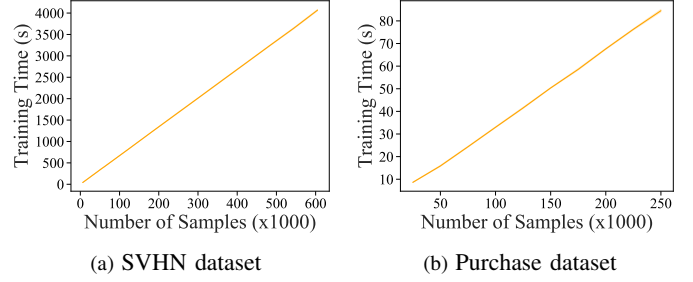 4000
3500
3000
2500
2000
1500
1000
500
0
Training Time (s)
0 100 200 300 400 500 600
Number of Samples (x1000)
(a) SVHN dataset
80
70
60
50
40
30
20
10
Training Time (s)
50 100 150 200 250
Number of Samples (x1000)
(b) Purchase dataset